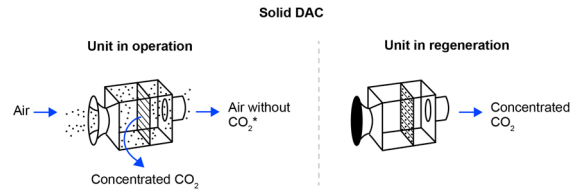 Solid DAC
Unit in operation
Air
Air without
CO₂*
Concentrated CO₂
Unit in regeneration
Concentrated
CO₂